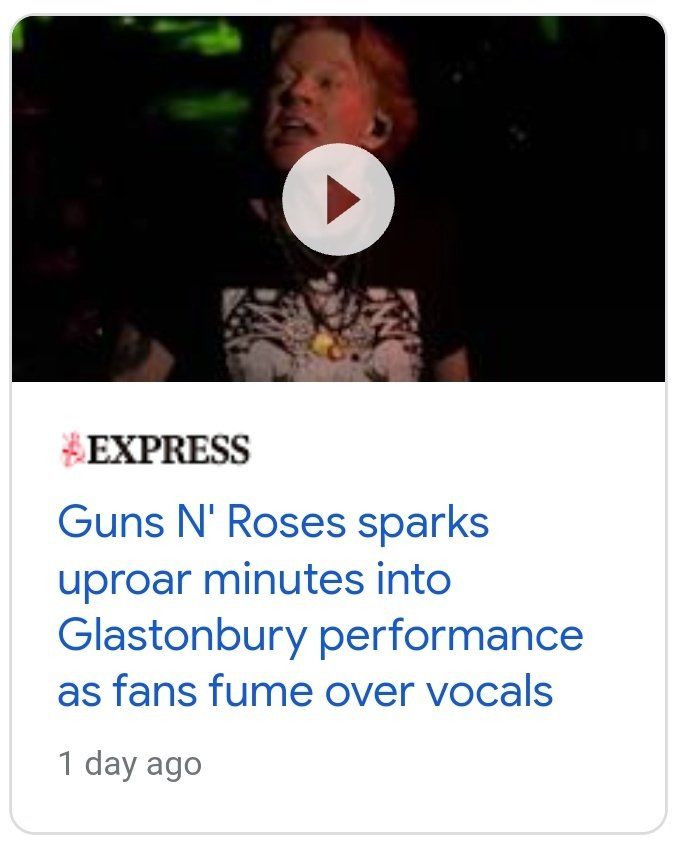 EXPRESS
Guns N' Roses sparks
uproar minutes into
Glastonbury performance
as fans fume over vocals
1 day ago